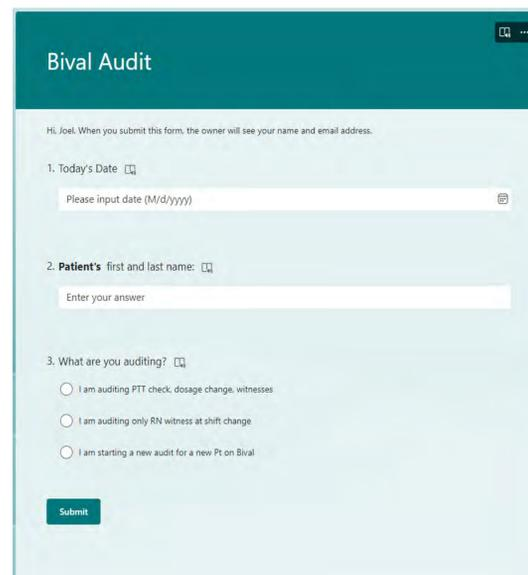 Bival Audit
Hi, Joel. When you submit this form, the owner will see your name and email address.
1. Today's Date
Please input date (M/d/yyyy)
2. Patient's first and last name:
Enter your answer
3. What are you auditing?
I am auditing PTT check, dosage change, witnesses
I am auditing only RN witness at shift change
I am starting a new audit for a new Pt on Bival
Submit